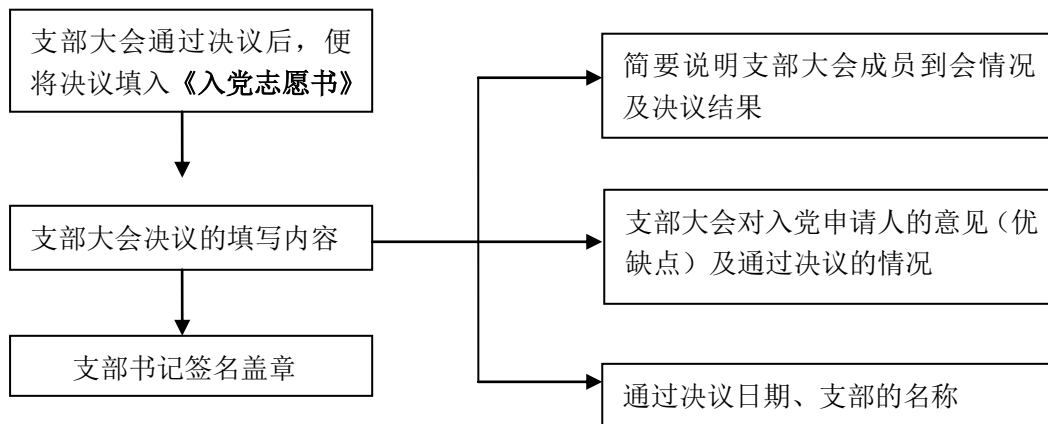 支部大会通过决议后，便
将决议填入《入党志愿书》
支部大会决议的填写内容
支部书记签名盖章
简要说明支部大会成员到会情况
及决议结果
支部大会对入党申请人的意见（优
缺点）及通过决议的情况
通过决议日期、支部的名称